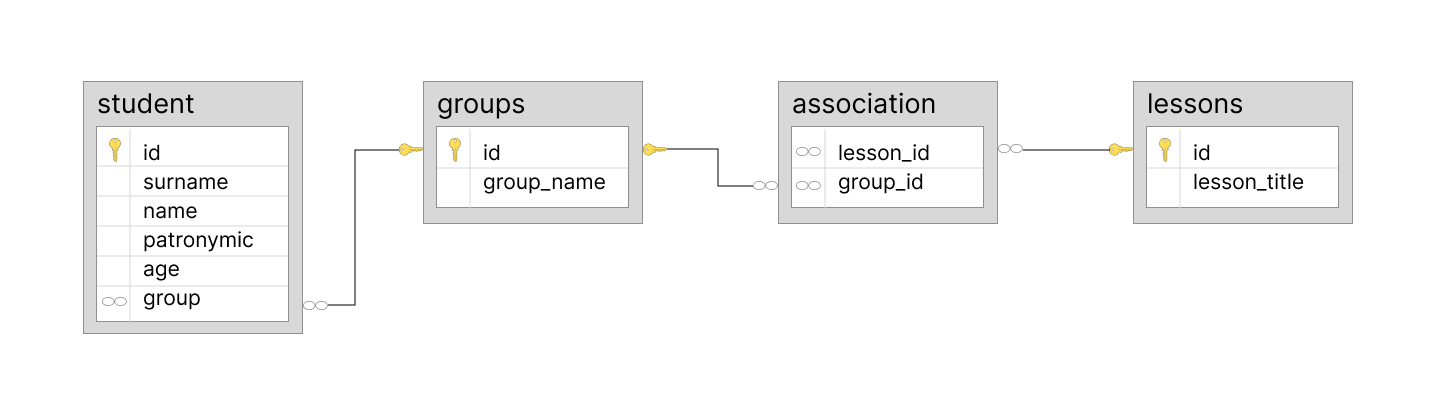 student
id
surname
name
patronymic
age
group
groups
id
group_name
association
lesson_id
group_id
lessons
id
lesson_title